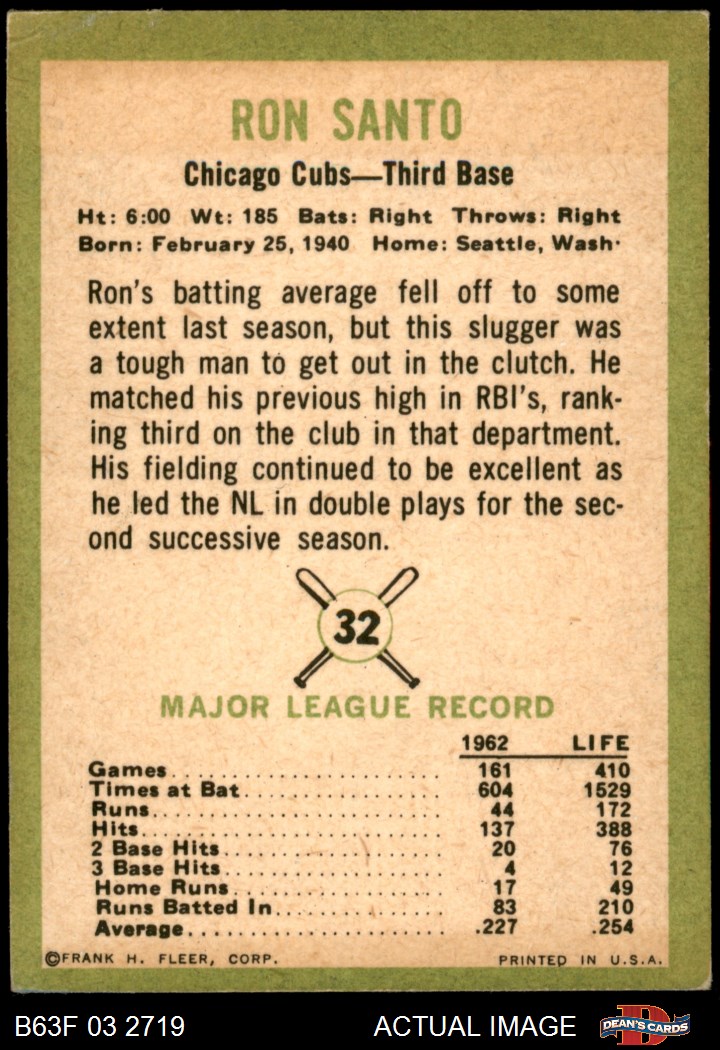 RON SANTO
Chicago Cubs—Third Base
Ht: 6:00 Wt: 185 Bats: Right Throws: Right
Born: February 25, 1940 Home: Seattle, Wash.
Ron's batting average fell off to some
extent last season, but this slugger was
a tough man to get out in the clutch. He
matched his previous high in RBI's, rank-
ing third on the club in that department.
His fielding continued to be excellent as
he led the NL in double plays for the sec-
ond successive season.
32
MAJOR LEAGUE RECORD
1962 LIFE
Games 161 410
Times at Bat 604 1529
Runs 44 172
Hits 137 388
2 Base Hits 20 76
3 Base Hits 4 12
Home Runs 17 49
Runs Batted In 83 210
Average .227 .254
©FRANK H. FLEER, CORP. PRINTED IN U.S.A.
B63F 03 2719 ACTUAL IMAGE D DEAN'S CARDS